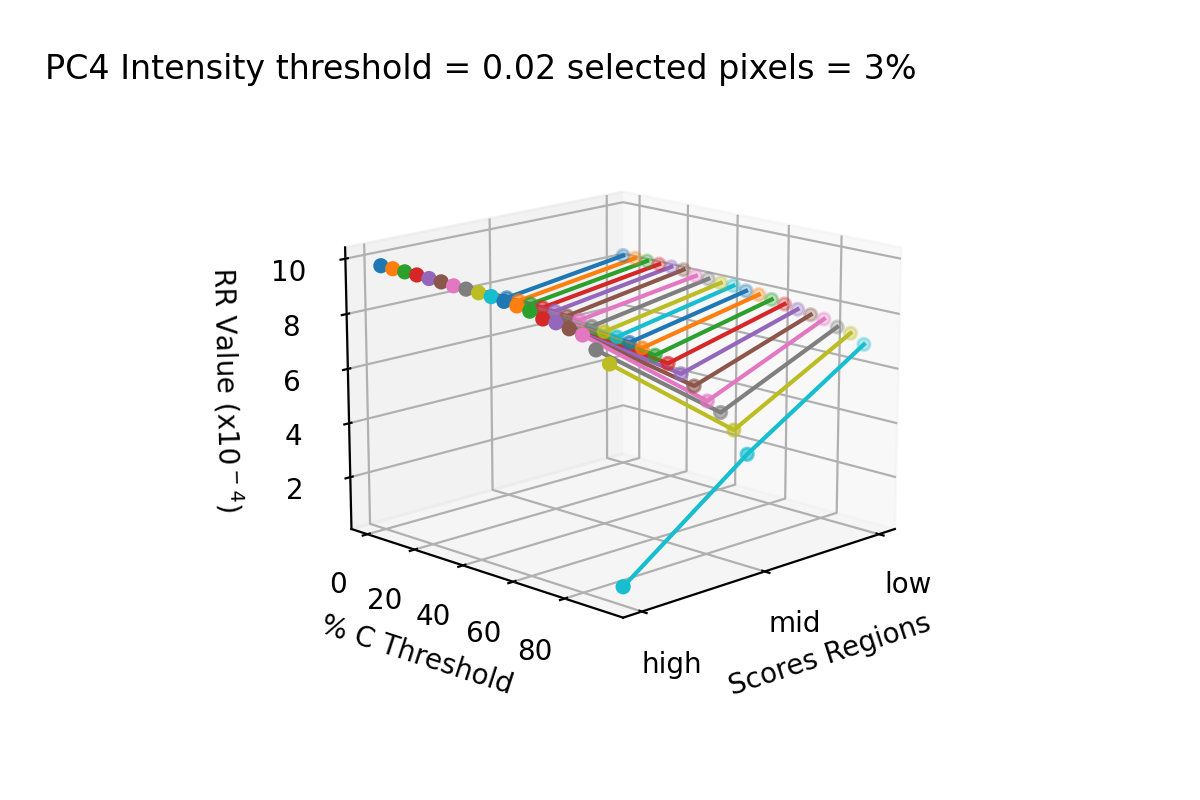 PC4 Intensity threshold = 0.02 selected pixels = 3%
10
8
6
4
2
RR Value (x10⁻⁴)
0
20
40
60
80
% C Threshold
high
mid
low
Scores Regions